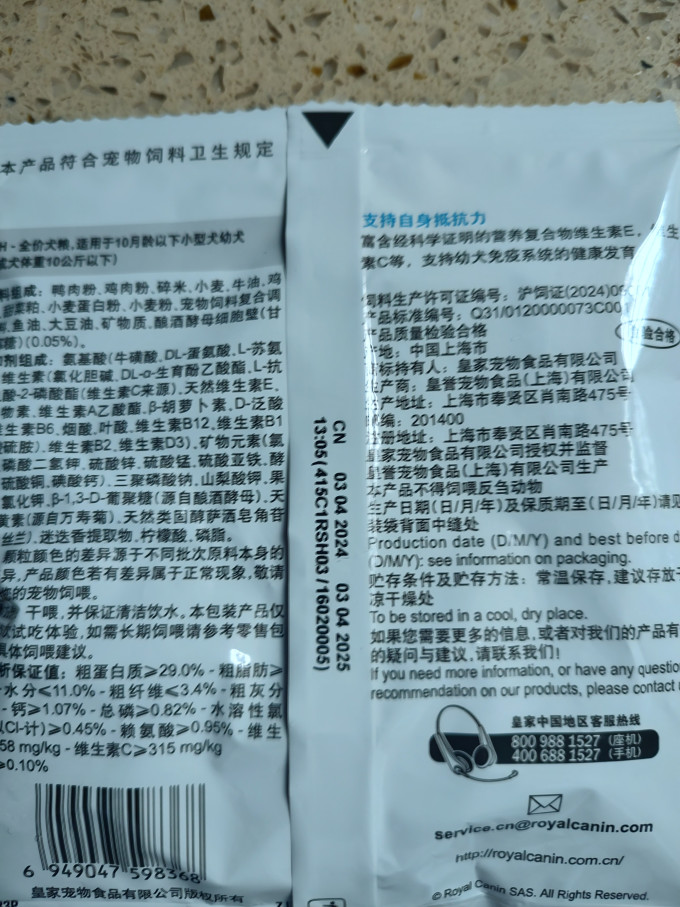 本产品符合宠物饲料卫生规定
H - 全价犬粮,适用于10月龄以下小型犬幼犬
成犬体重10公斤以下)
料组成: 鸭肉粉、鸡肉粉、碎米、小麦、牛油、鸡
甜菜粕、小麦蛋白粉、小麦粉、宠物饲料复合调
鱼油、大豆油、矿物质、酿酒酵母细胞壁(甘
糖)(0.05%)。
剂组成: 氨基酸(牛磺酸、DL-蛋氨酸、L-苏氨
维生素(氯化胆碱、DL-α-生育酚乙酸酯、L-抗
酸-2-磷酸酯(维生素C来源)、天然维生素E、
物素、维生素A乙酸酯、β-胡萝卜素、D-泛酸
生素B6、烟酸、叶酸、维生素B12、维生素B1
硫胺)、维生素B2、维生素D3)、矿物元素(氯
磷酸二氢钾、硫酸锌、硫酸锰、硫酸亚铁、酵
硫酸铜、碘酸钙)、三聚磷酸钠、山梨酸钾、果
氯化钾、β-1,3-D-葡聚糖(源自酿酒酵母)、天
黄素(源自万寿菊)、天然类固醇萨洒皂角苷
丝兰)、迷迭香提取物、柠檬酸、磷脂。
颗粒颜色的差异源于不同批次原料本身的
异,产品颜色若有差异属于正常现象,敬请
的宠物饲喂。
干喂,并保证清洁饮水。本包装产品仅
试吃体验,如需长期饲喂请参考零售包
具体饲喂建议。
析保证值: 粗蛋白质≥29.0% - 粗脂肪≥
水分≤11.0% - 粗纤维≤3.4% - 粗灰分
- 钙≥1.07% - 总磷≥0.82% - 水溶性氯
以Cl-计)≥0.45% - 赖氨酸≥0.95% - 维生
58 mg/kg - 维生素C≥315 mg/kg
≥0.10%
6 949047 598368
皇家宠物食品有限公司版权所有
CN 03 04 2024 03 04 2025
13:05(415C1RSH03 /16020005)
支持自身抵抗力
富含经科学证明的营养复合物维生素E,维生
素C等,支持幼犬免疫系统的健康发育
饲料生产许可证编号: 沪饲证(2024)
产品标准编号: Q31/0120000073C001
产品质量检验合格
检验合格
产地: 中国上海市
商标持有人: 皇家宠物食品有限公司
生产商: 皇誉宠物食品(上海)有限公司
生产地址: 上海市奉贤区肖南路475号
邮编: 201400
注册地址: 上海市奉贤区肖南路475号
皇家宠物食品有限公司授权并监督
皇誉宠物食品(上海)有限公司生产
本产品不得饲喂反刍动物
生产日期(日/月/年)及保质期至(日/月/年)请见
装袋背面中缝处
Production date (D/M/Y) and best before d
(D/M/Y): see information on packaging.
贮存条件及贮存方法: 常温保存,建议存放于
凉干燥处
To be stored in a cool, dry place.
如果您需要更多的信息,或者对我们的产品有
的疑问与建议,请联系我们!
If you need more information, or have any questio
recommendation on our products, please contact
皇家中国地区客服热线
800 988 1527 (座机)
400 688 1527 (手机)
service.cn@royalcanin.com
http://royalcanin.com.cn/
© Royal Canin SAS. All Rights Reserved.